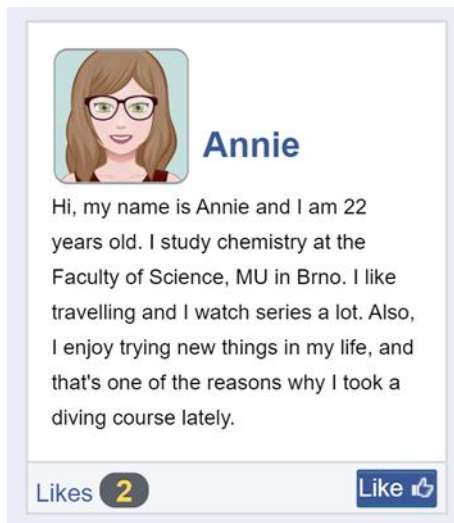 Annie
Hi, my name is Annie and I am 22
years old. I study chemistry at the
Faculty of Science, MU in Brno. I like
travelling and I watch series a lot. Also,
I enjoy trying new things in my life, and
that's one of the reasons why I took a
diving course lately.
Likes 2
Like